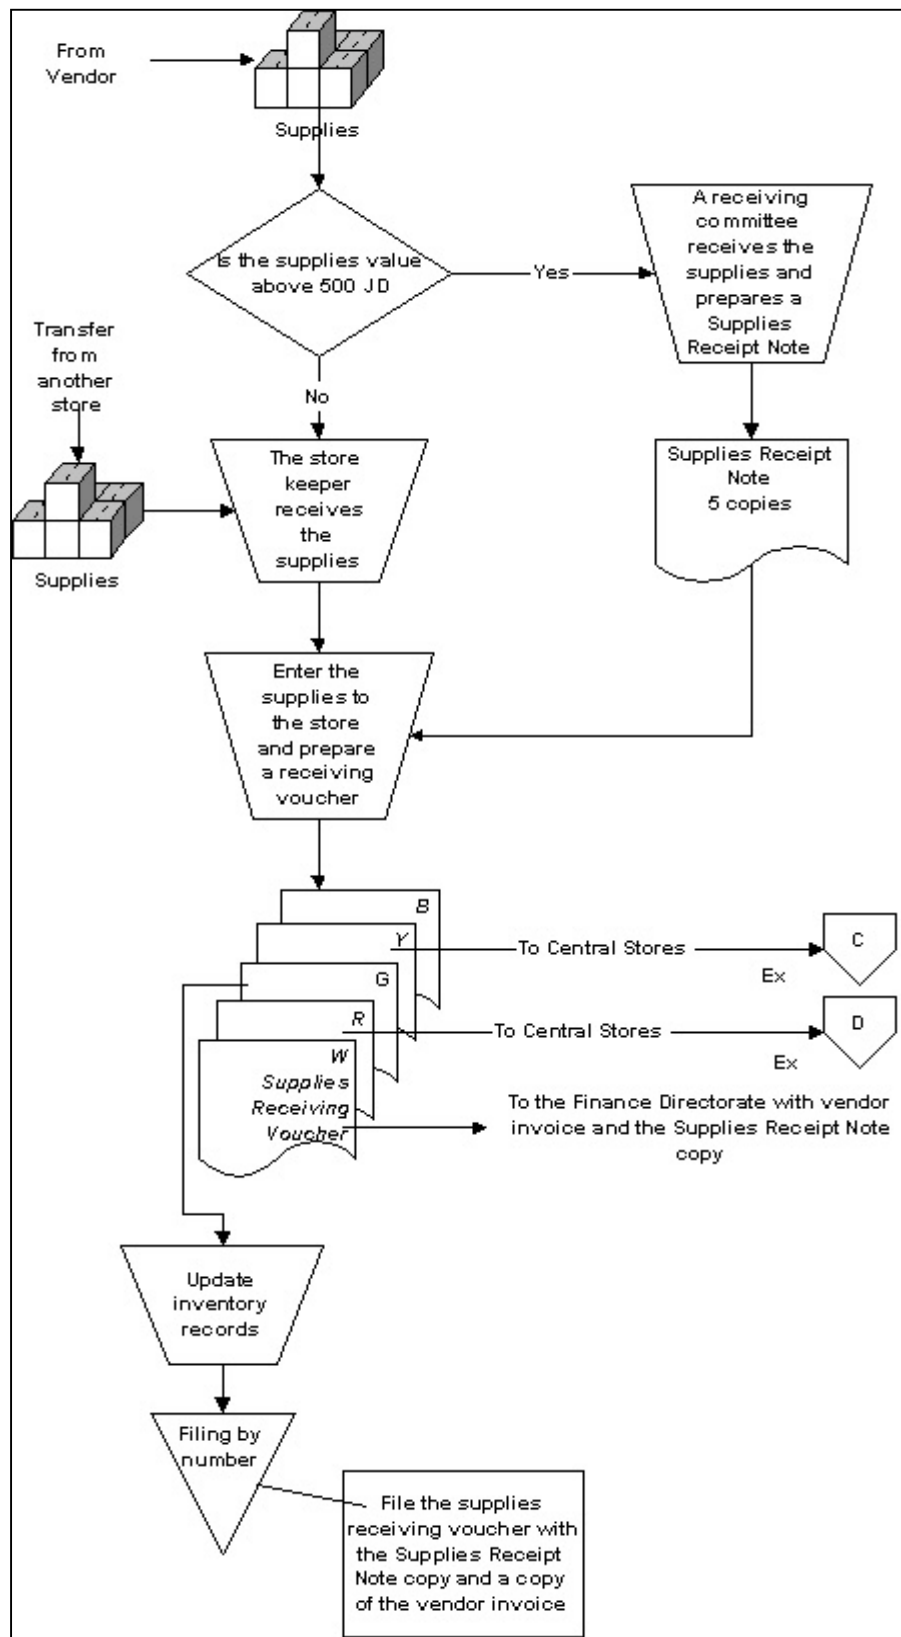 From
Vendor
Supplies
Is the supplies value
above 500 JD
Yes
A receiving
committee
receives the
supplies and
prepares a
Supplies
Receipt Note
Transfer
from
another
store
No
The store
keeper
receives
the
supplies
Supplies
Supplies Receipt
Note
5 copies
Enter the
supplies to
the store
and prepare
a receiving
voucher
B
Y
To Central Stores
C
Ex
G
R
To Central Stores
D
Ex
W
Supplies
Receiving
Voucher
To the Finance Directorate with vendor
invoice and the Supplies Receipt Note
copy
Update
inventory
records
Filing by
number
File the supplies
receiving voucher with
the Supplies Receipt
Note copy and a copy
of the vendor invoice